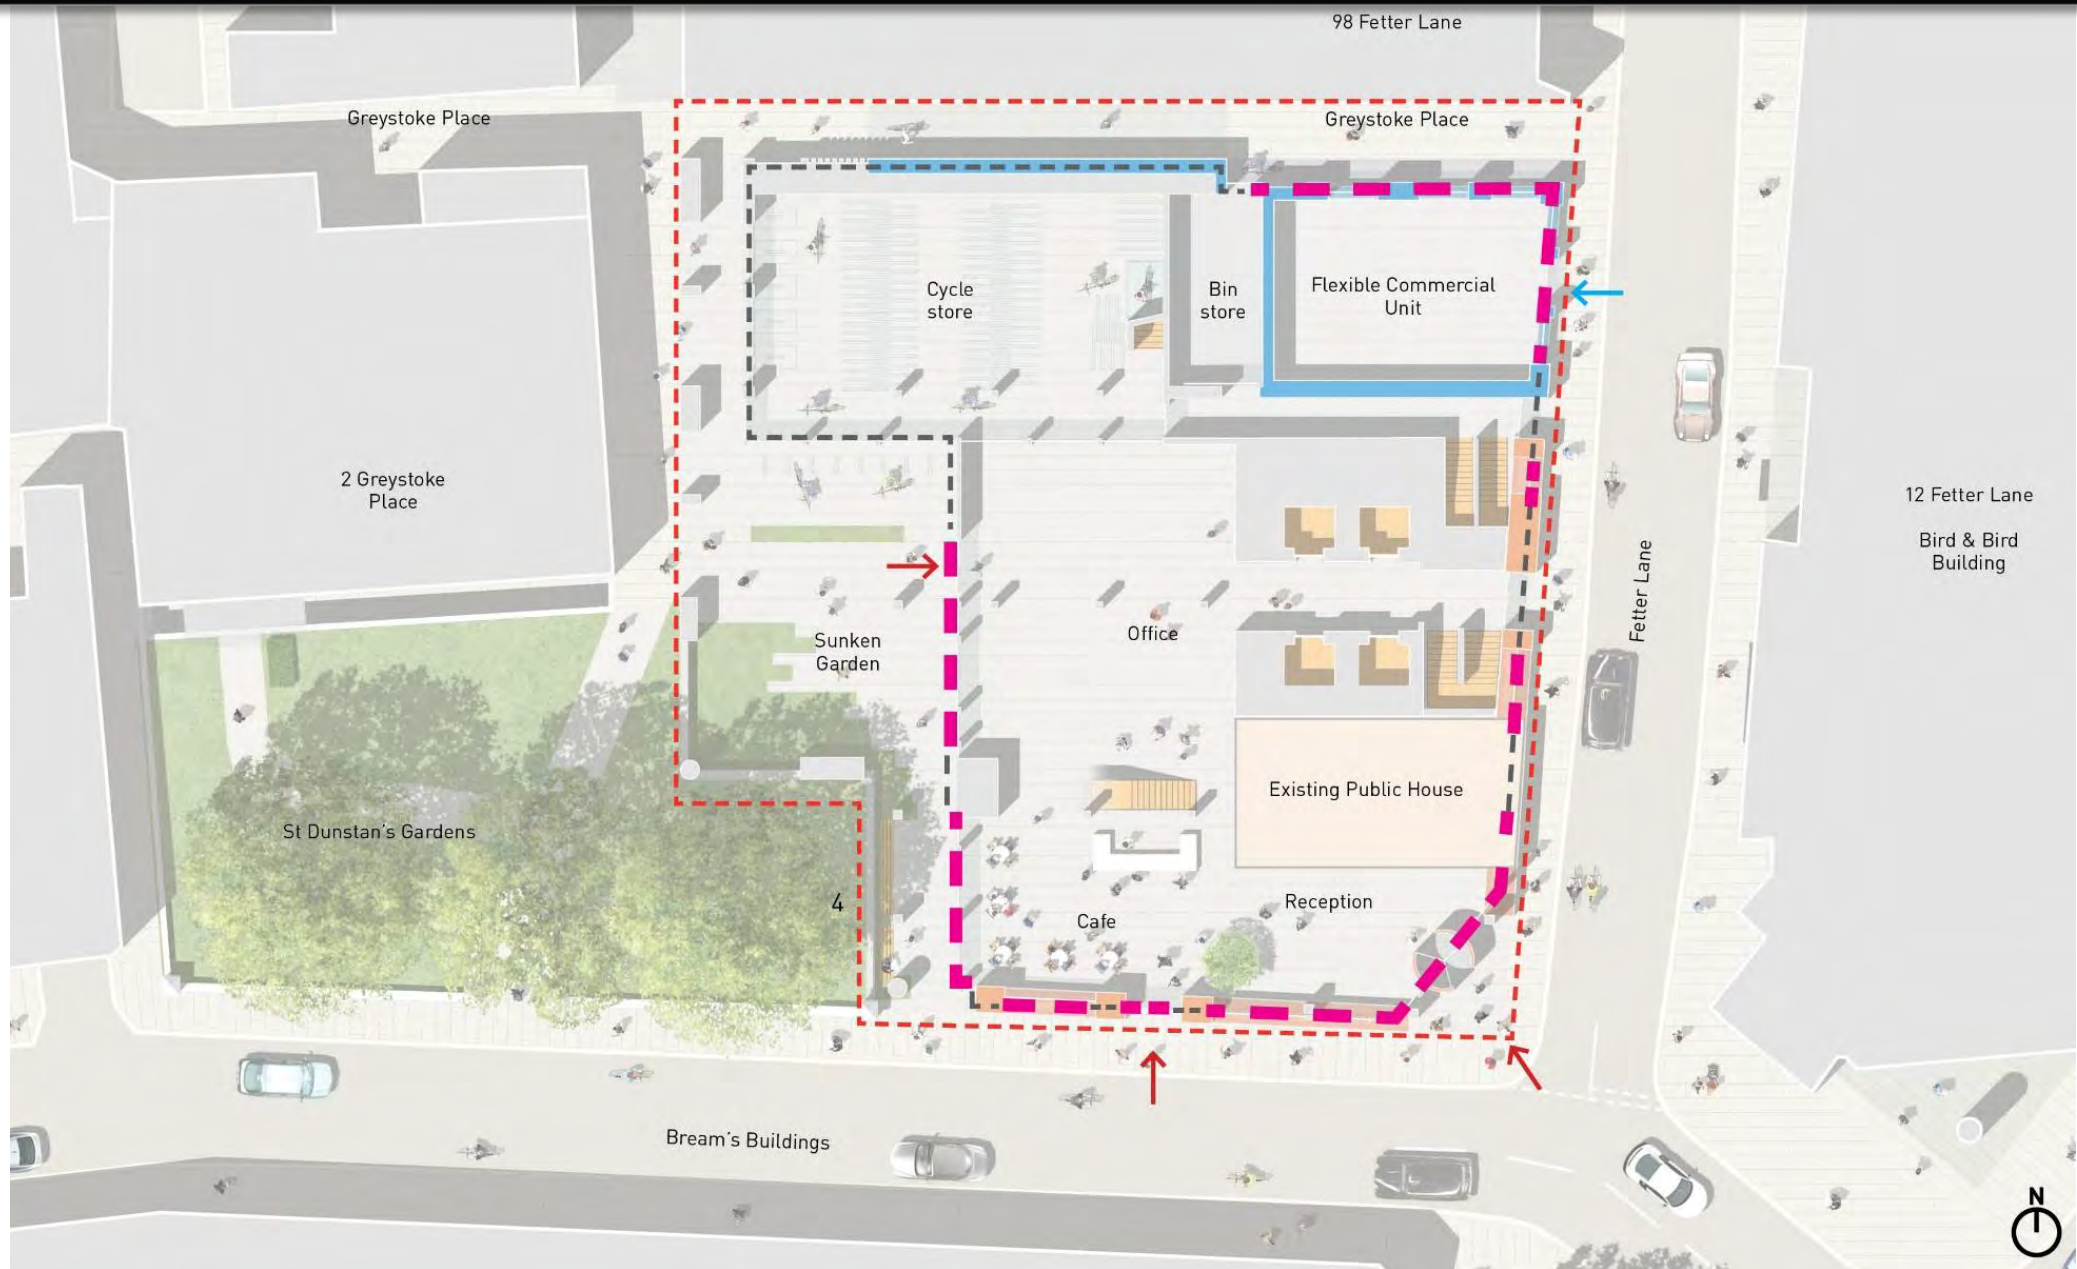 98 Fetter Lane
Greystoke Place
Greystoke Place
Cycle
store
Bin
store
Flexible Commercial
Unit
2 Greystoke
Place
12 Fetter Lane
Bird & Bird
Building
Fetter Lane
Sunken
Garden
Office
Existing Public House
St Dunstan's Gardens
4
Reception
Cafe
Bream's Buildings
N